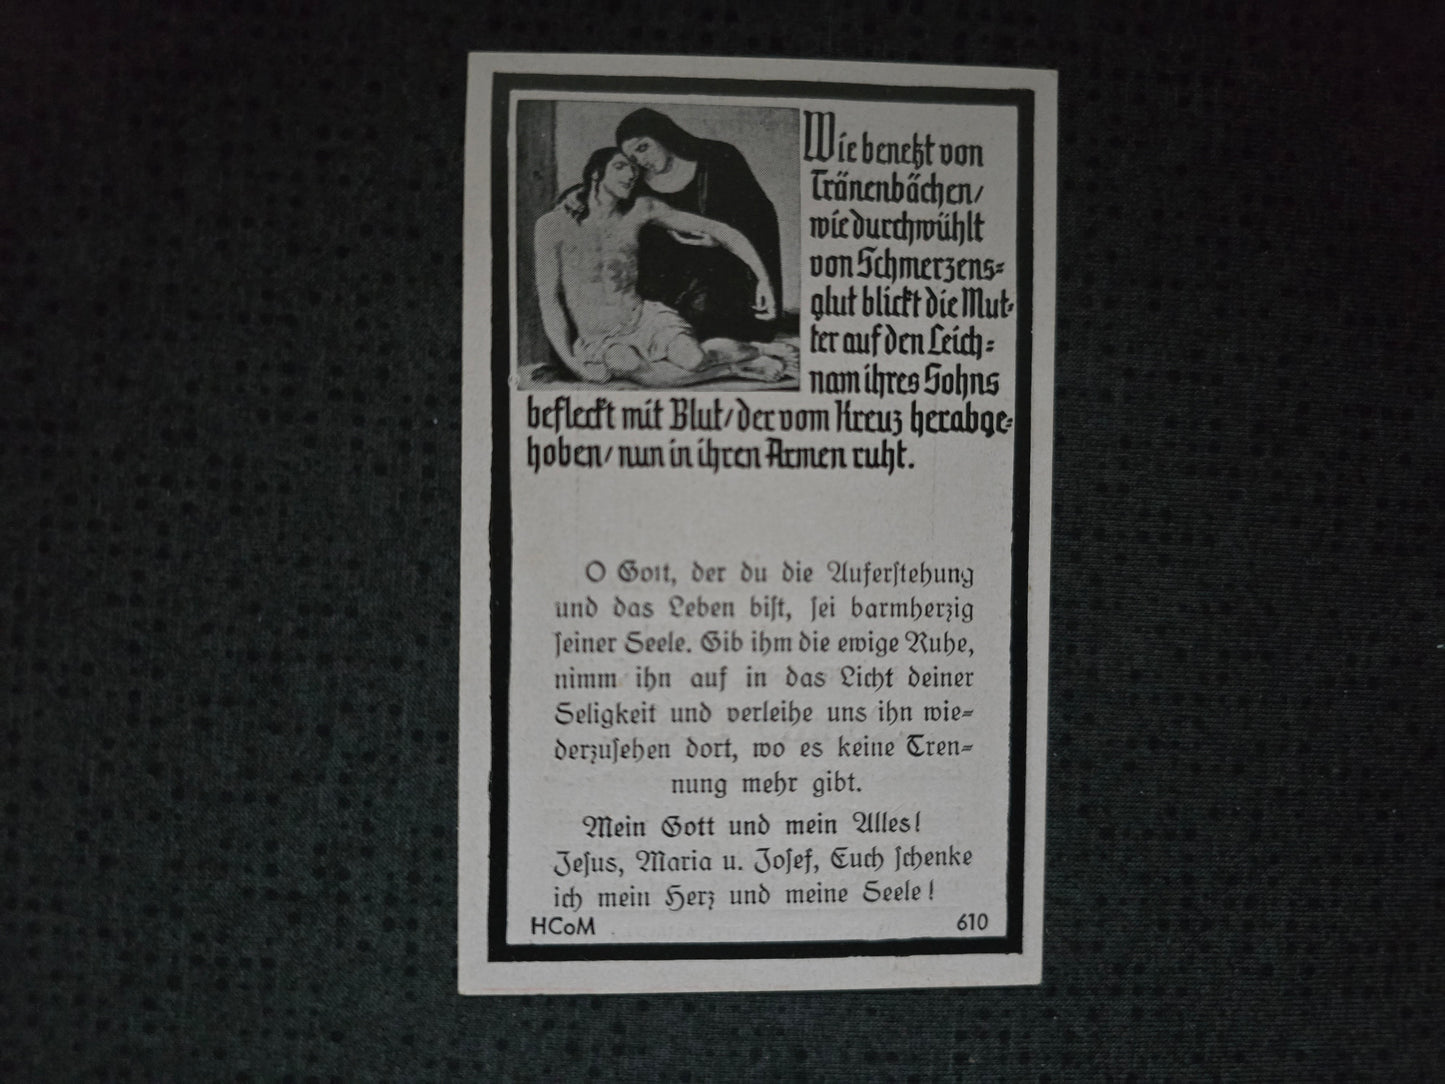 Wie benetzt von
Tränenbächen/
wie durchwühlt
von Schmerzens=
glut blickt die Mut=
ter auf den Leich=
nam ihres Sohns
befleckt mit Blut/der vom Kreuz herabge=
hoben/nun in ihren Armen ruht.
O Gott, der du die Auferstehung
und das Leben bist, sei barmherzig
seiner Seele. Gib ihm die ewige Ruhe,
nimm ihn auf in das Licht deiner
Seligkeit und verleihe uns ihn wie=
derzusehen dort, wo es keine Tren=
nung mehr gibt.
Mein Gott und mein Alles!
Jesus, Maria u. Josef, Euch schenke
ich mein Herz und meine Seele!
HCoM 610